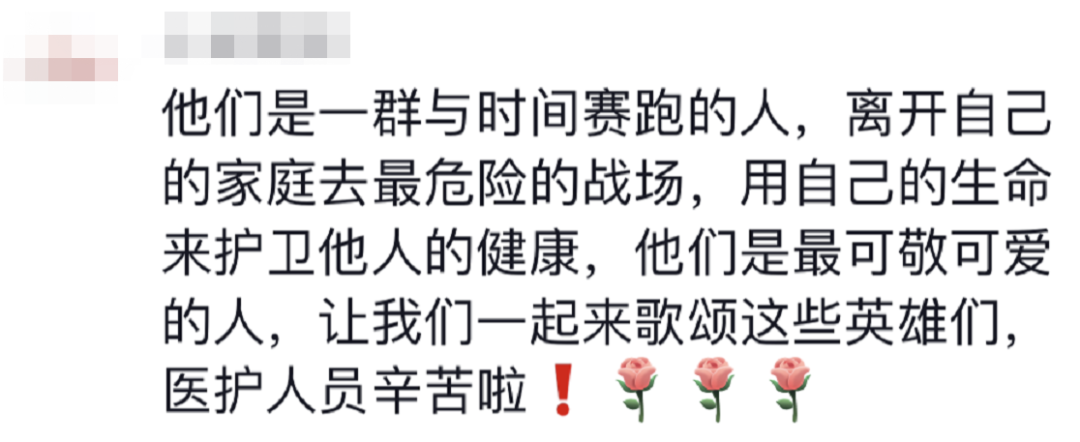 他们是一群与时间赛跑的人，离开自己
的家庭去最危险的战场，用自己的生命
来护卫他人的健康，他们是最可敬可爱
的人，让我们一起来歌颂这些英雄们，
医护人员辛苦啦❗🌹🌹🌹